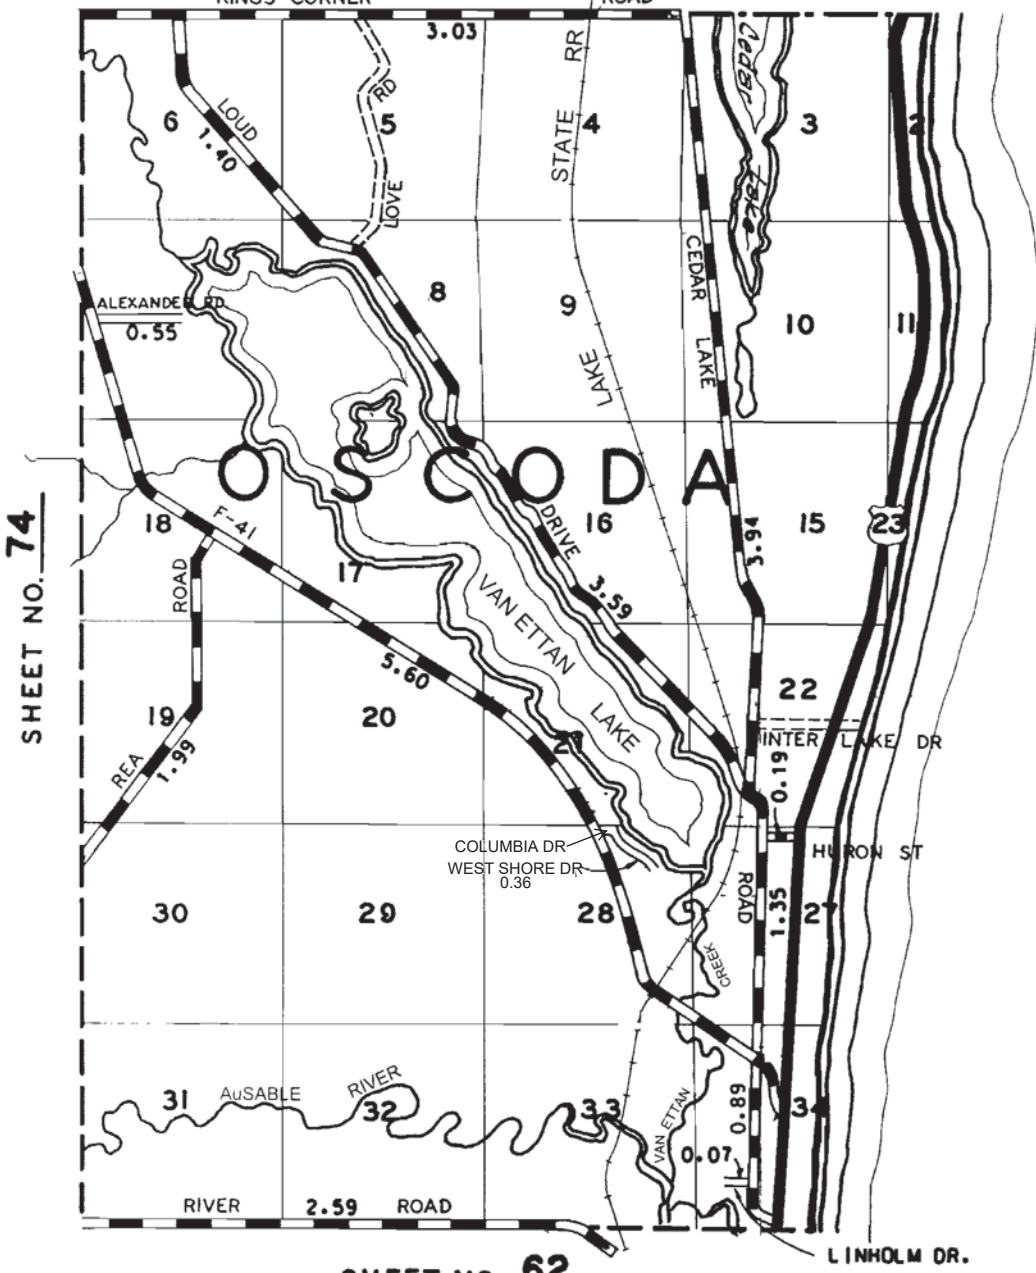 KINGS CORNER ROAD
3.03
STATE RR
Cedar
Lake
6
5
4
3
2
LOUD
1.40
RD
LOVE
ALEXANDER RD.
0.55
8
9
10
11
CEDAR LAKE
LAKE
OSCODA
18
F-41
17
16
15
23
DRIVE
3.94
SHEET NO. 74
ROAD
VAN ETTAN
LAKE
3.59
5.60
19
20
21
22
REA
1.99
INTER LAKE DR
0.19
COLUMBIA DR
WEST SHORE DR
0.36
HURON ST
ROAD
1.35
30
29
28
27
CREEK
31
AuSABLE RIVER
32
33
34
VAN ETTAN
0.89
0.07
RIVER 2.59 ROAD
LINHOLM DR.
SHEET NO. 62